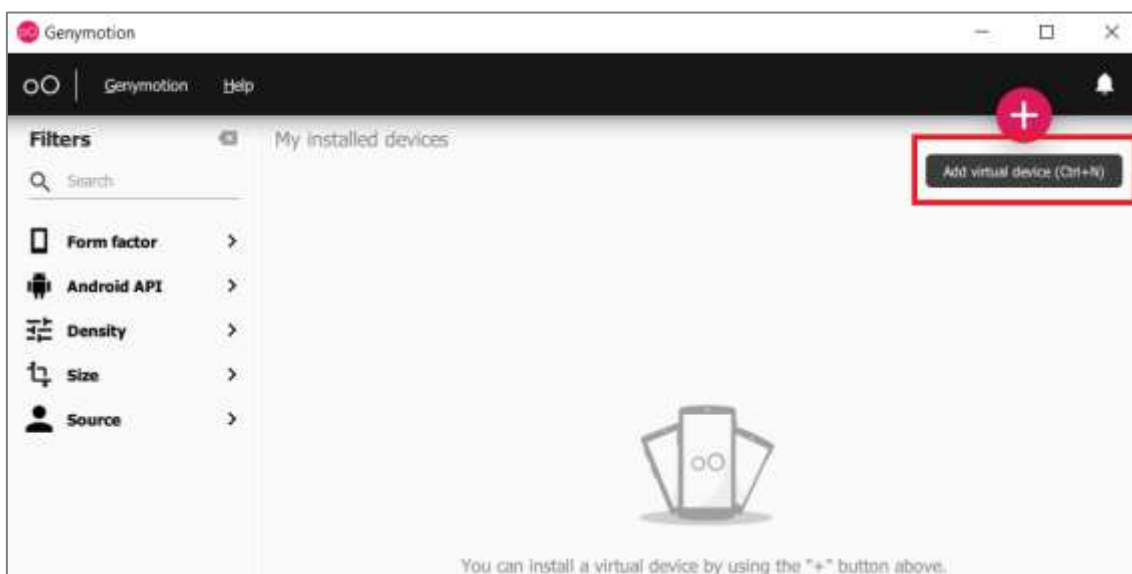 Genymotion
Genymotion Help
Filters
Search
Form factor
Android API
Density
Size
Source
My installed devices
Add virtual device (Ctrl+N)
You can install a virtual device by using the "+" button above.